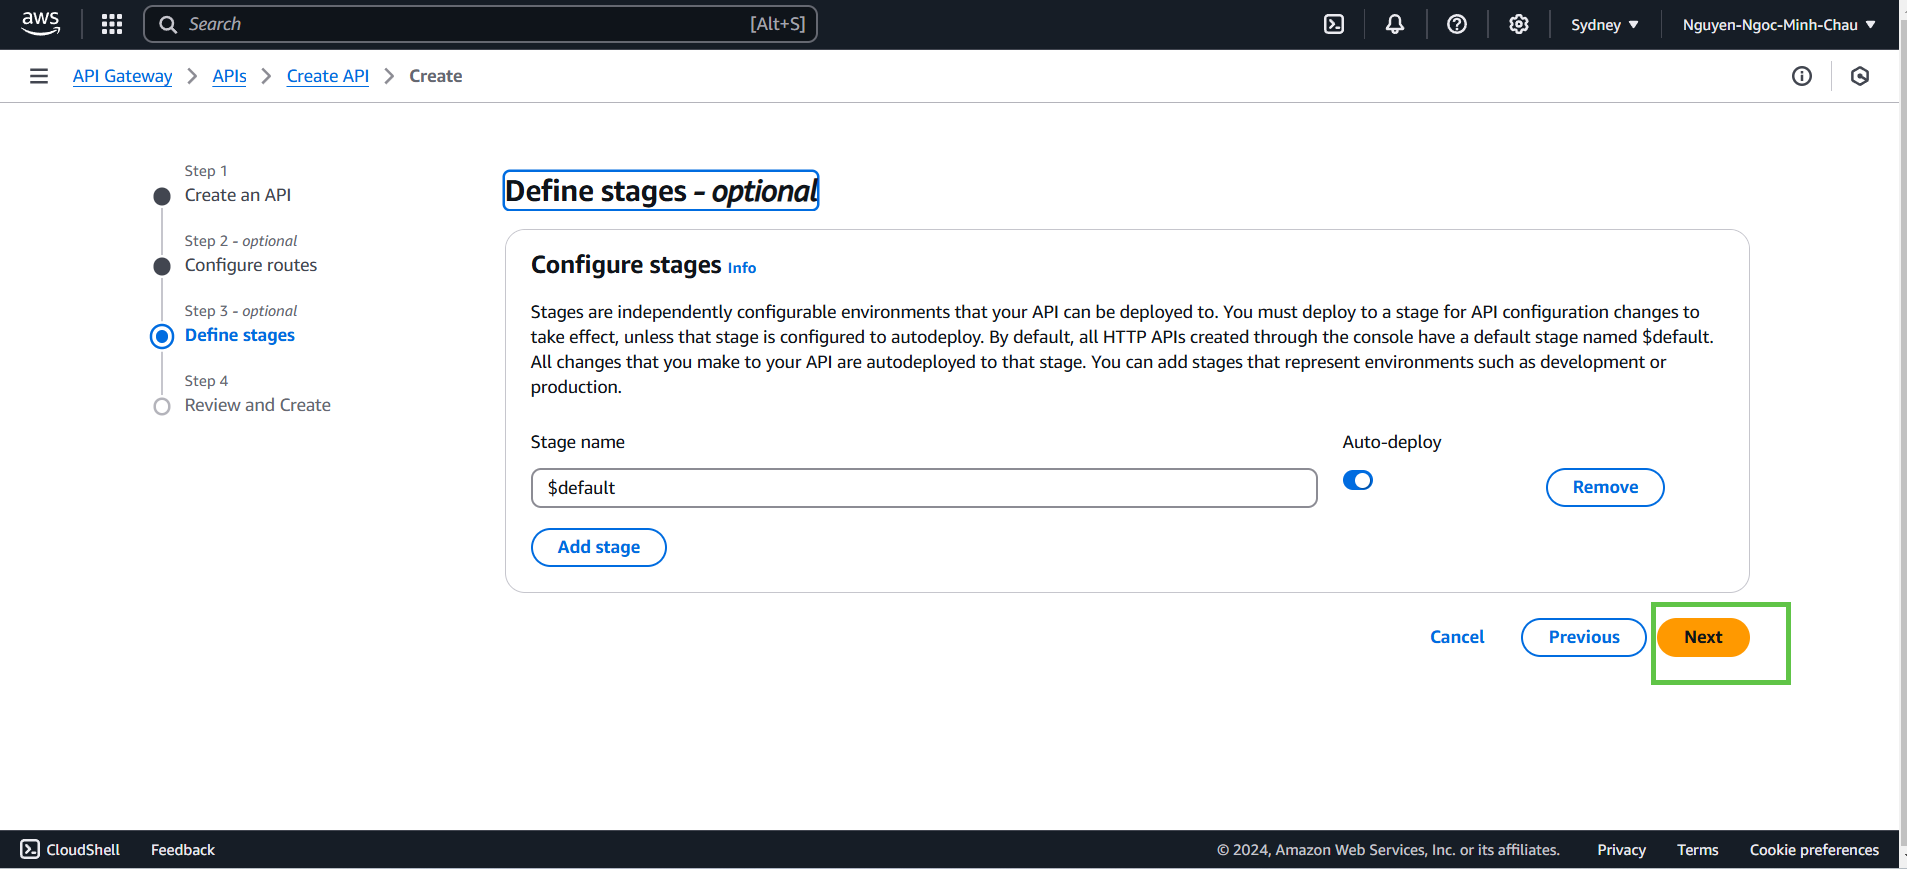 aws
Search [Alt+S]
Sydney
Nguyen-Ngoc-Minh-Chau
API Gateway
APIs
Create API
Create
Step 1
Create an API
Step 2 - optional
Configure routes
Step 3 - optional
Define stages
Step 4
Review and Create
Define stages - optional
Configure stages Info
Stages are independently configurable environments that your API can be deployed to. You must deploy to a stage for API configuration changes to
take effect, unless that stage is configured to autodeploy. By default, all HTTP APIs created through the console have a default stage named $default.
All changes that you make to your API are autodeployed to that stage. You can add stages that represent environments such as development or
production.
Stage name
Auto-deploy
$default
Remove
Add stage
Cancel
Previous
Next
CloudShell
Feedback
© 2024, Amazon Web Services, Inc. or its affiliates.
Privacy
Terms
Cookie preferences